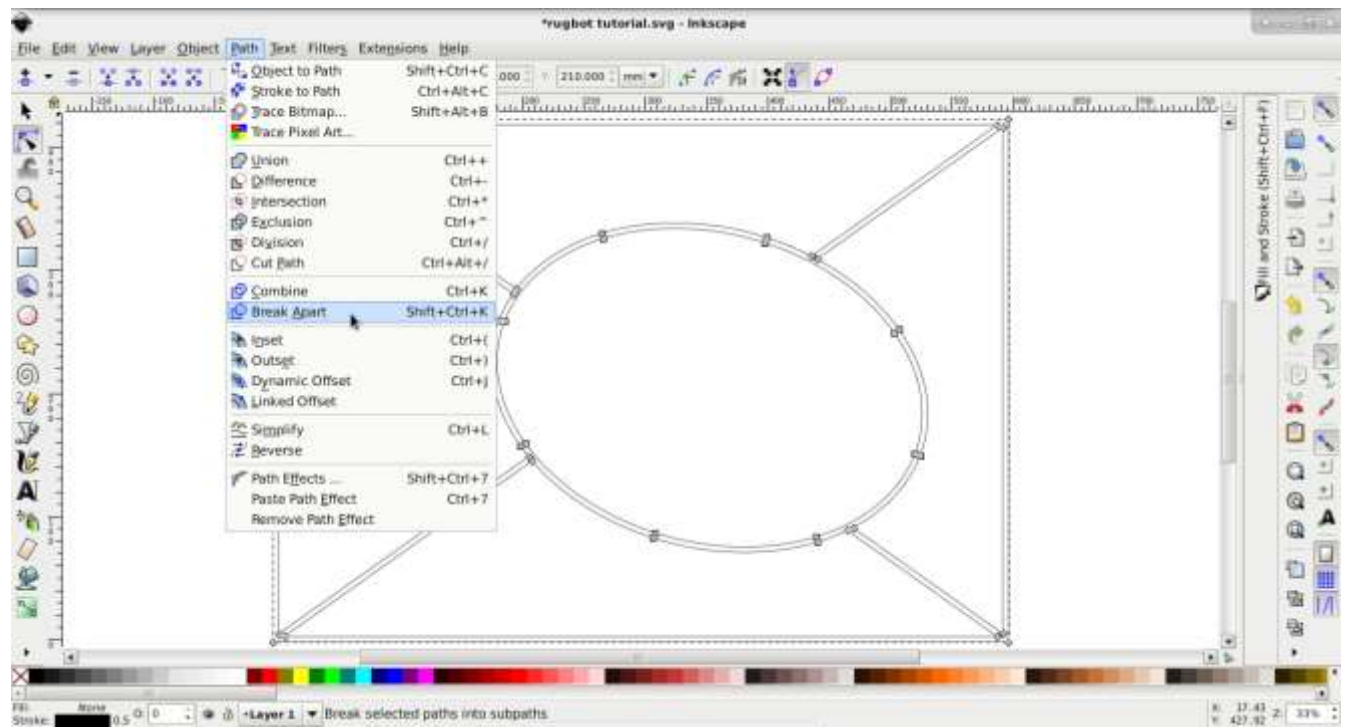 *rugbot tutorial.svg - Inkscape
File Edit View Layer Object Path Text Filters Extensions Help
Object to Path Shift+Ctrl+C
Stroke to Path Ctrl+Alt+C
Trace Bitmap... Shift+Alt+B
Trace Pixel Art...
Union Ctrl++
Difference Ctrl+-
Intersection Ctrl+*
Exclusion Ctrl+^
Division Ctrl+/
Cut Path Ctrl+Alt+/
Combine Ctrl+K
Break Apart Shift+Ctrl+K
Inset Ctrl+(
Outset Ctrl+)
Dynamic Offset Ctrl+J
Linked Offset
Simplify Ctrl+L
Reverse
Path Effects ... Shift+Ctrl+7
Paste Path Effect Ctrl+7
Remove Path Effect
.000 210.000 mm
Fill and Stroke (Shift+Ctrl+F)
Fill: None
Stroke: 0.5 O: 0 •Layer 1 Break selected paths into subpaths
17.43 Z: 33%